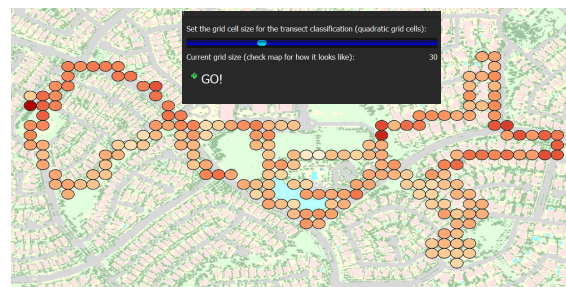 Set the grid cell size for the transect classification (quadratic grid cells):
Current grid size (check map for how it looks like): 30
GO!